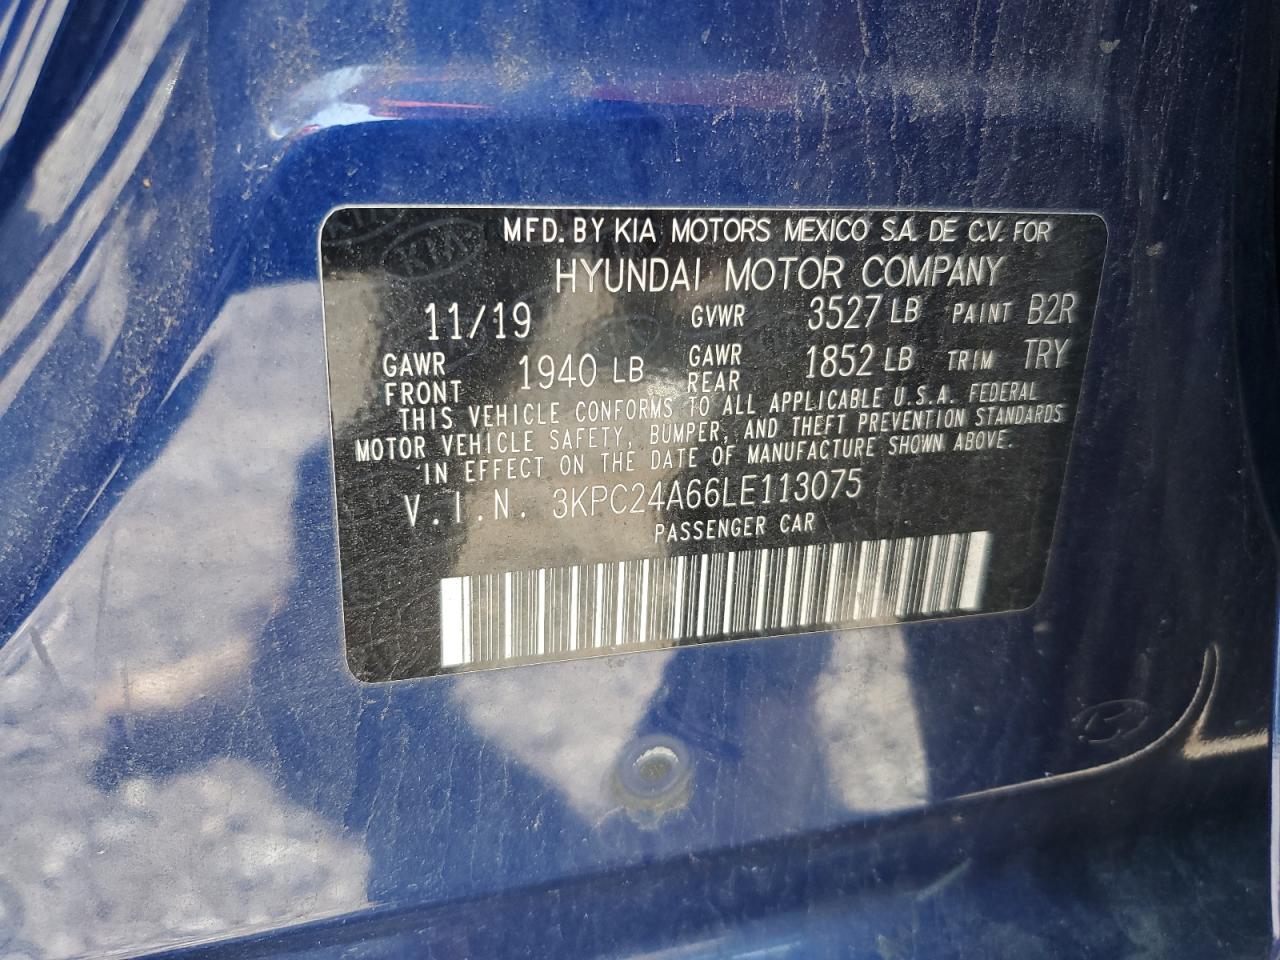 MFD. BY KIA MOTORS MEXICO S.A. DE C.V. FOR
HYUNDAI MOTOR COMPANY
11/19 GVWR 3527 LB PAINT B2R
GAWR FRONT 1940 LB GAWR REAR 1852 LB TRIM TRY
THIS VEHICLE CONFORMS TO ALL APPLICABLE U.S.A. FEDERAL
MOTOR VEHICLE SAFETY, BUMPER, AND THEFT PREVENTION STANDARDS
IN EFFECT ON THE DATE OF MANUFACTURE SHOWN ABOVE.
V.I.N. 3KPC24A66LE113075
PASSENGER CAR
KIA